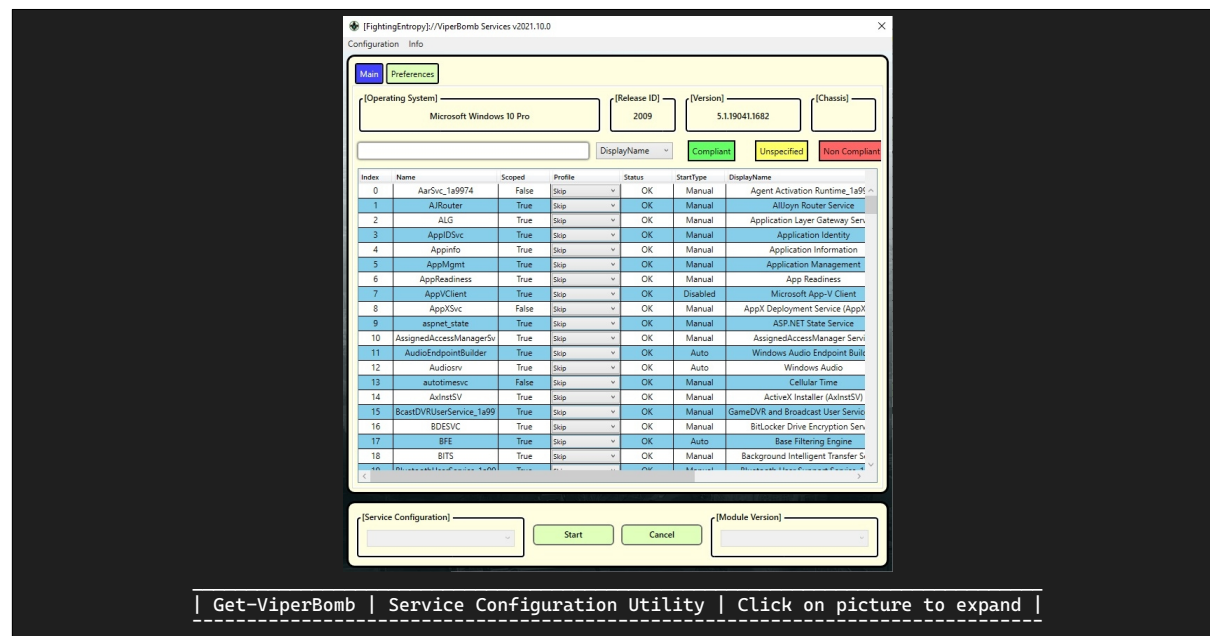 [FightingEntropy]://ViperBomb Services v2021.10.0
Configuration Info
Main Preferences
[Operating System] [Release ID] [Version] [Chassis]
Microsoft Windows 10 Pro 2009 5.1.19041.1682
DisplayName Compliant Unspecified Non Compliant
Index Name Scoped Profile Status StartType DisplayName
0 AarSvc_1a9974 False Skip OK Manual Agent Activation Runtime_1a99
1 AJRouter True Skip OK Manual AllJoyn Router Service
2 ALG True Skip OK Manual Application Layer Gateway Serv
3 AppIDSvc True Skip OK Manual Application Identity
4 Appinfo True Skip OK Manual Application Information
5 AppMgmt True Skip OK Manual Application Management
6 AppReadiness True Skip OK Manual App Readiness
7 AppVClient True Skip OK Disabled Microsoft App-V Client
8 AppXSvc False Skip OK Manual AppX Deployment Service (AppX
9 aspnet_state True Skip OK Manual ASP.NET State Service
10 AssignedAccessManagerSv True Skip OK Manual AssignedAccessManager Servi
11 AudioEndpointBuilder True Skip OK Auto Windows Audio Endpoint Build
12 Audiosrv True Skip OK Auto Windows Audio
13 autotimesvc False Skip OK Manual Cellular Time
14 AxInstSV True Skip OK Manual ActiveX Installer (AxInstSV)
15 BcastDVRUserService_1a99 True Skip OK Manual GameDVR and Broadcast User Service
16 BDESVC True Skip OK Manual BitLocker Drive Encryption Serv
17 BFE True Skip OK Auto Base Filtering Engine
18 BITS True Skip OK Manual Background Intelligent Transfer Se
[Service Configuration] [Module Version]
Start Cancel
| Get-ViperBomb | Service Configuration Utility | Click on picture to expand |